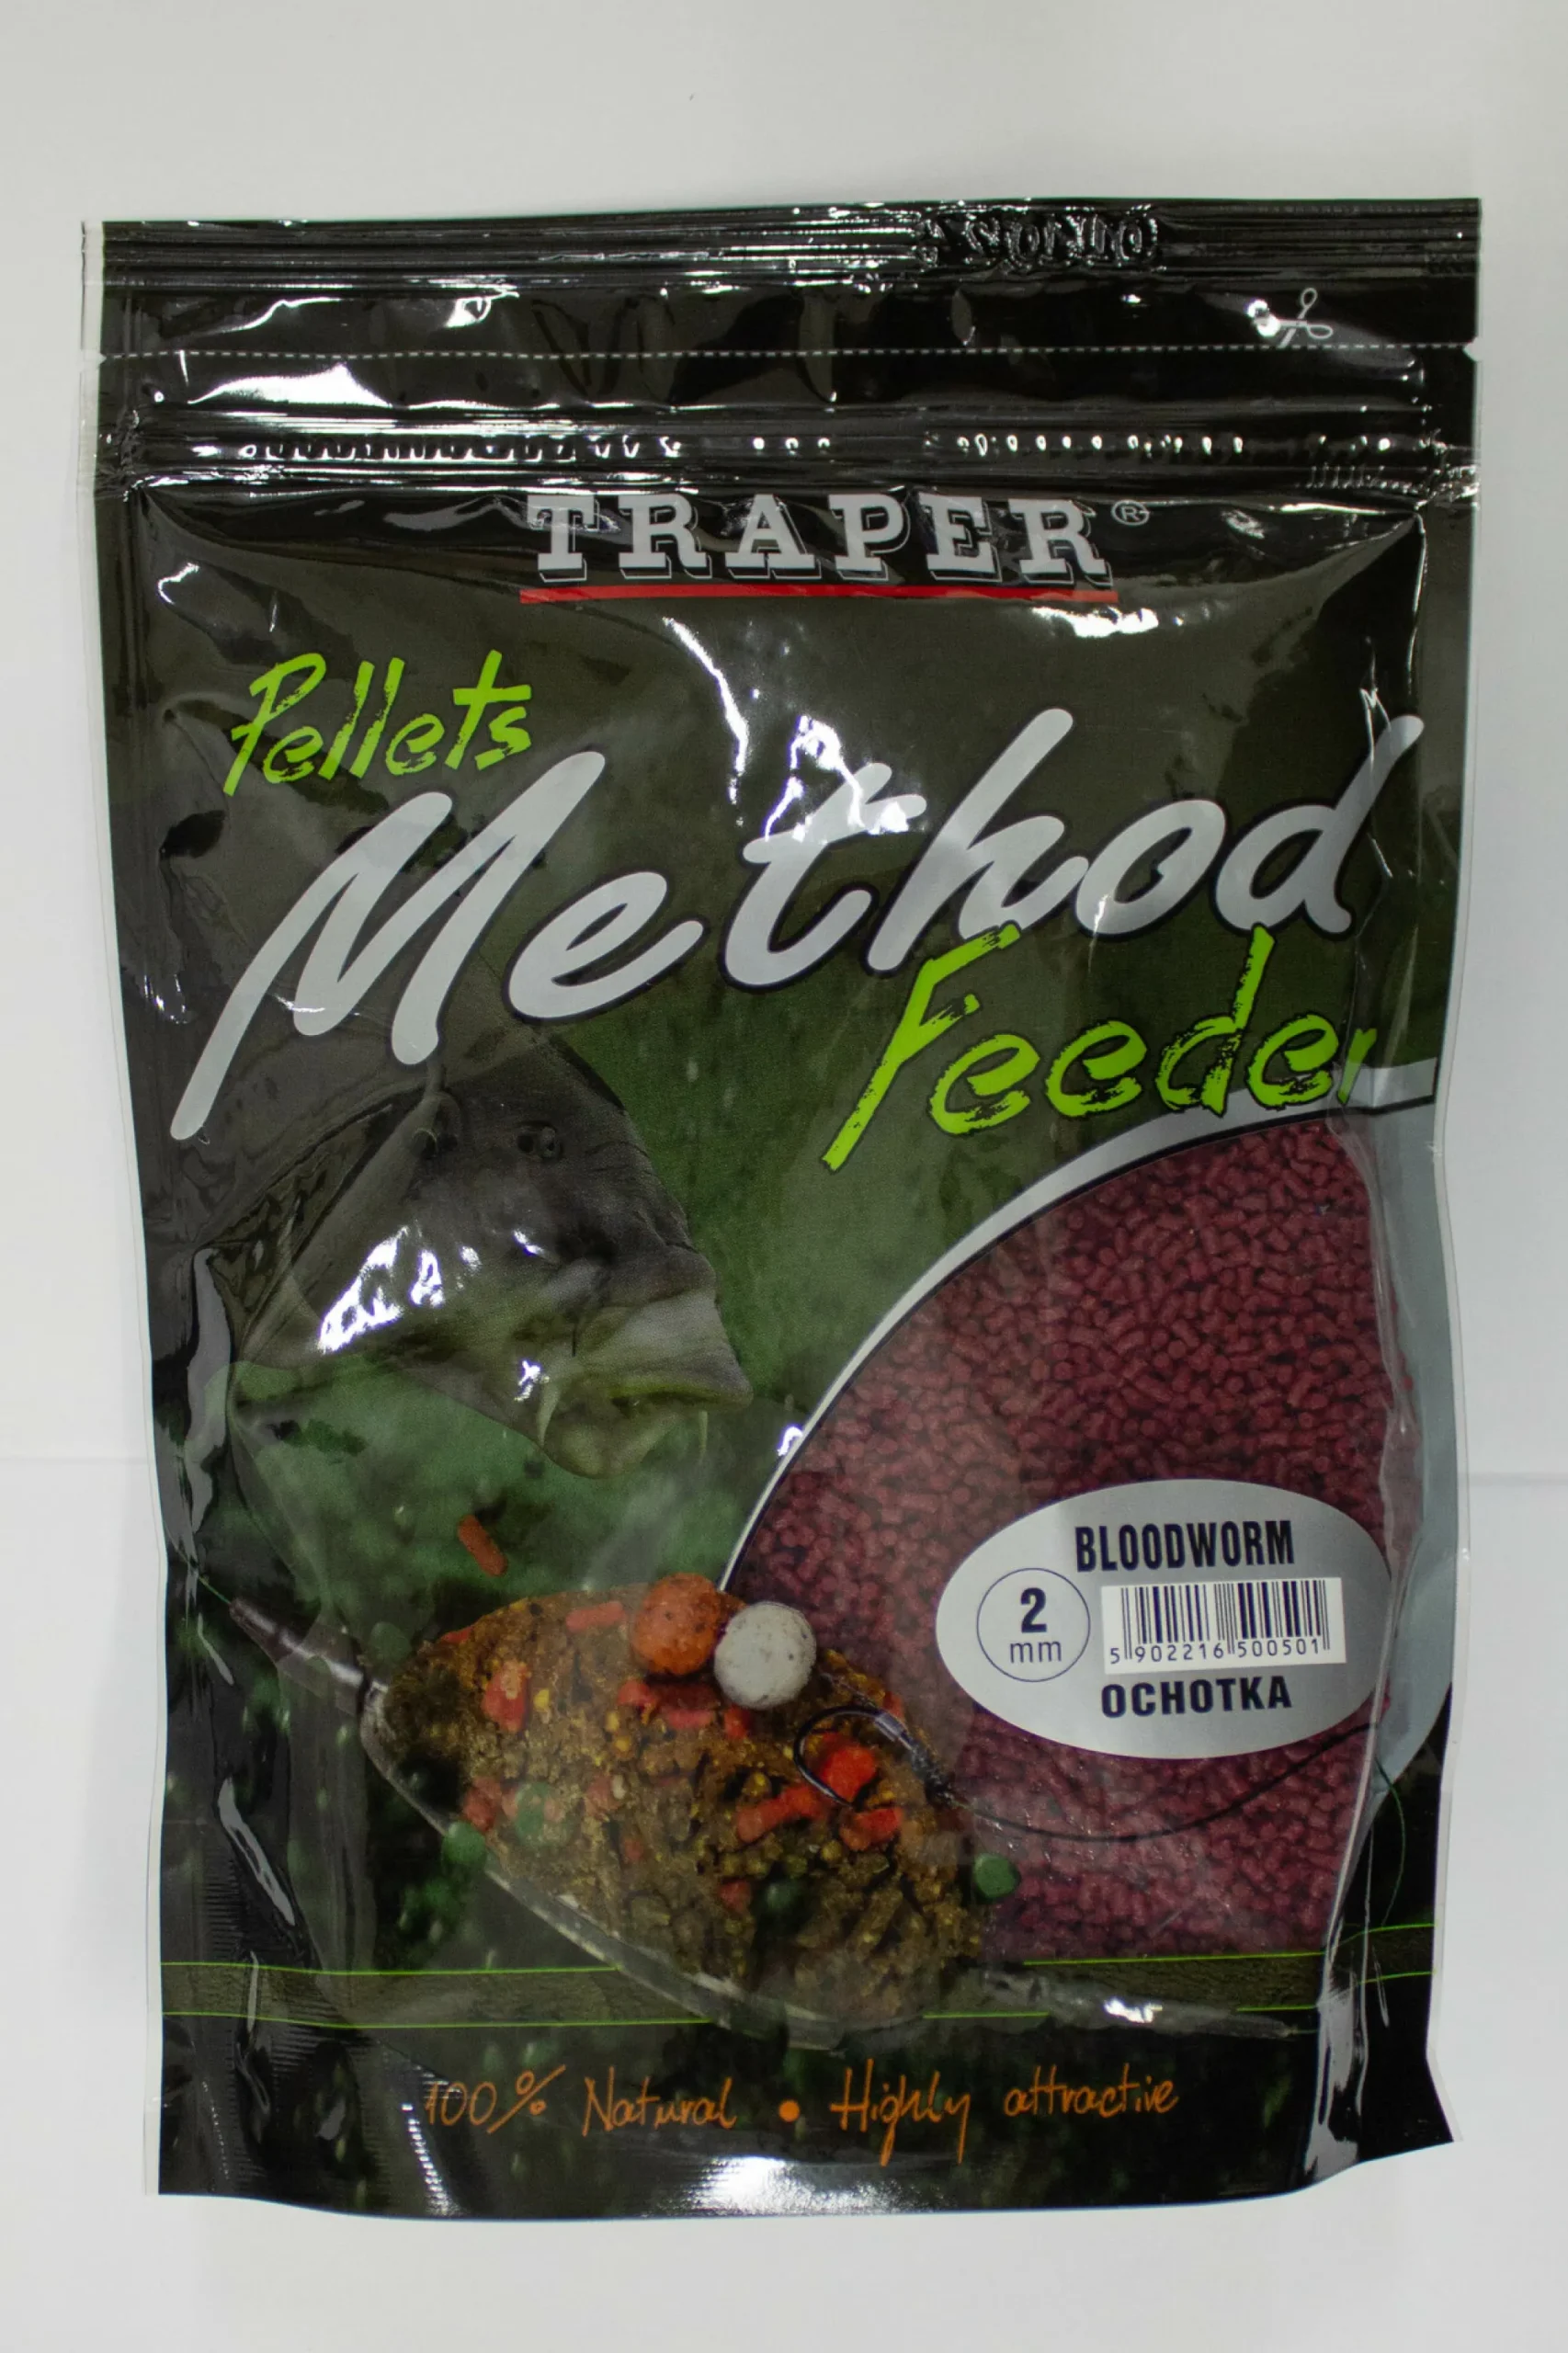 TRAPER®
Pellets
Method
Feeder
BLOODWORM
2
mm
5 902216 500501
OCHOTKA
100% Natural • Highly attractive